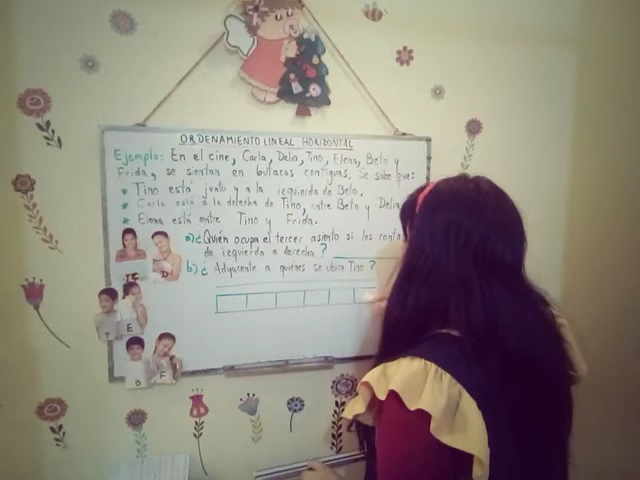 ORDENAMIENTO LINEAL HORIZONTAL
Ejemplo: En el cine, Carla, Delia, Tino, Elena, Beto y
Frida, se sientan en butacas contiguas. Se sabe que:
* Tino está junto y a la izquierda de Beto.
* Carla está a la derecha de Tino, entre Beto y Delia
* Elena está entre Tino y Frida.
a) ¿Quién ocupa el tercer asiento si los conta
de izquierda a derecha?
b) ¿Adyacente a quienes se ubica Tino?
D
T E
D F